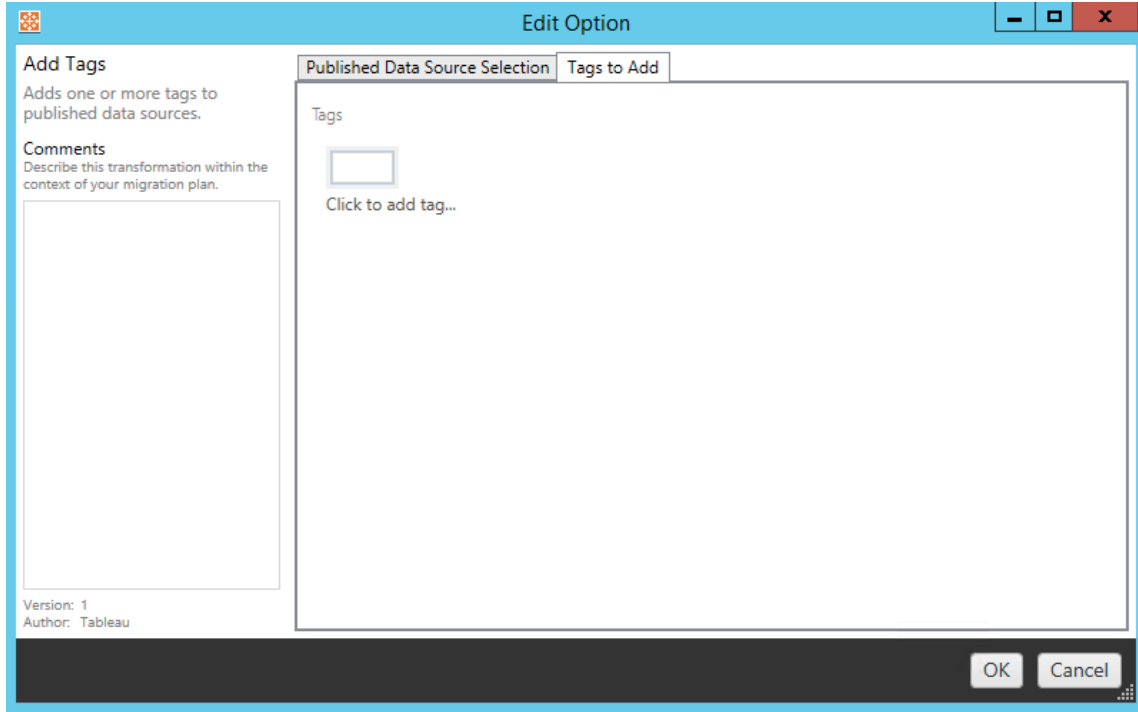 Edit Option
x
Add Tags
Adds one or more tags to
published data sources.
Comments
Describe this transformation within the
context of your migration plan.
Version: 1
Author: Tableau
Published Data Source Selection
Tags to Add
Tags
Click to add tag...
OK
Cancel